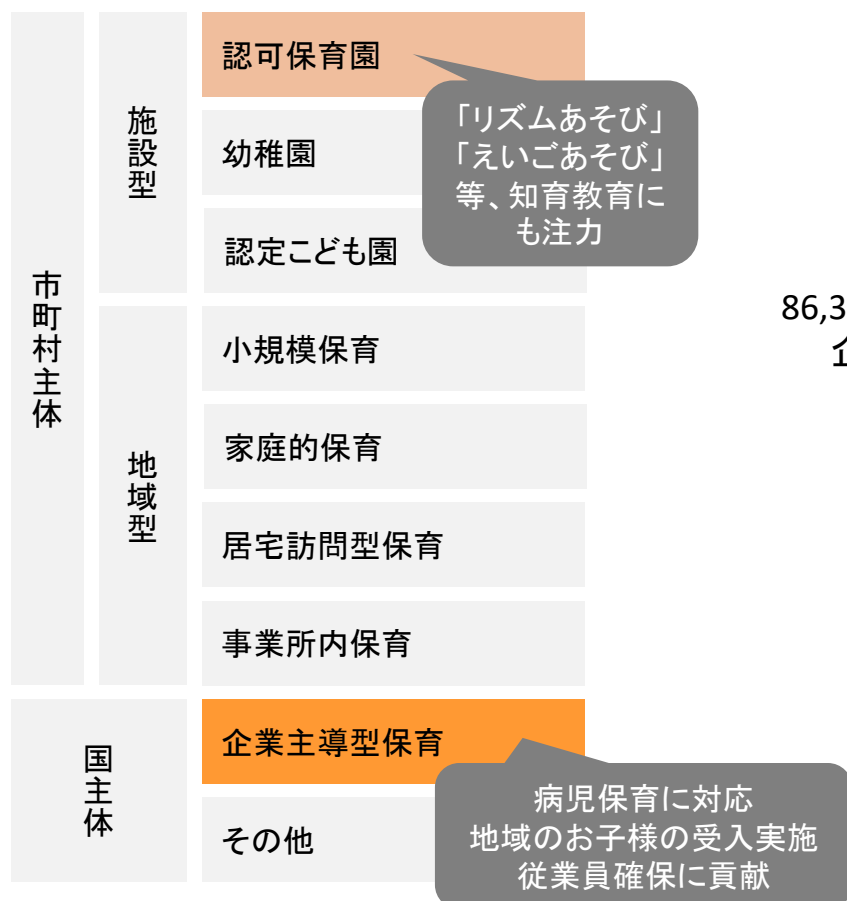 市町村主体
施設型
認可保育園
「リズムあそび」
「えいごあそび」
等、知育教育に
も注力
幼稚園
認定こども園
地域型
小規模保育
家庭的保育
居宅訪問型保育
事業所内保育
国主体
企業主導型保育
病児保育に対応
地域のお子様の受入実施
従業員確保に貢献
その他
86,3